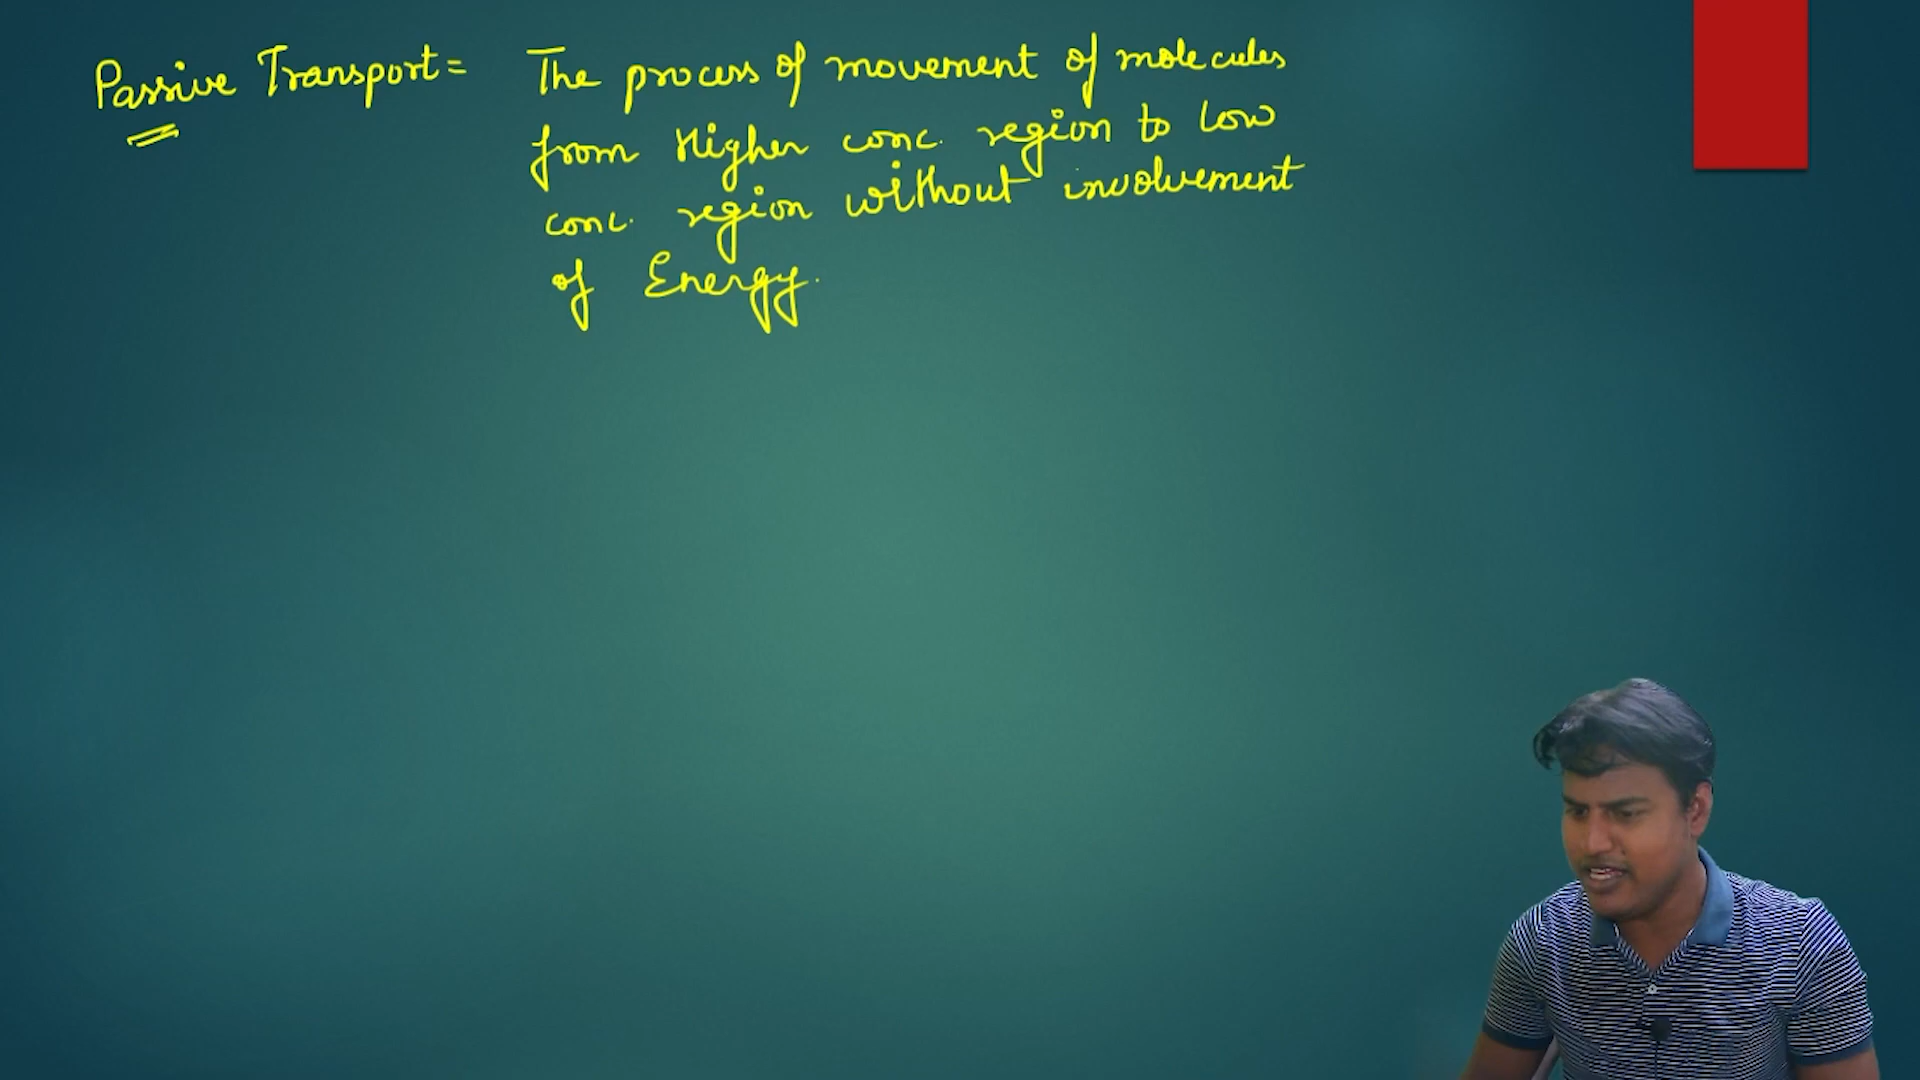 Passive Transport = The process of movement of molecules
from Higher conc. region to low
conc. region without involvement
of Energy.